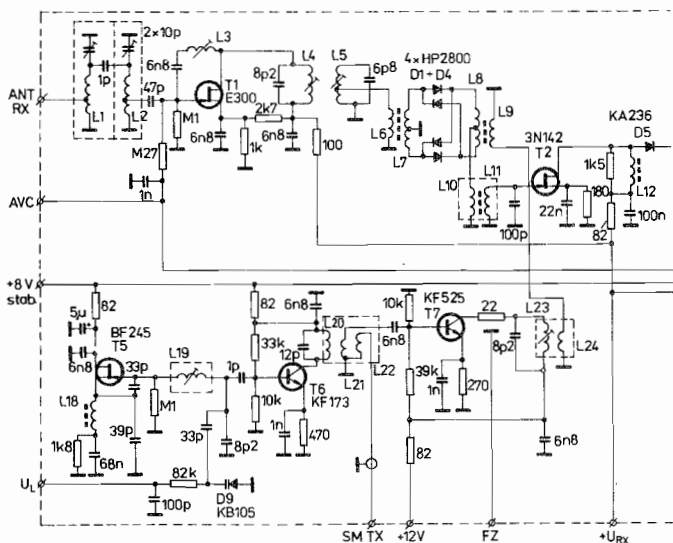 2×10p
L3
L4
L5
4×HP2800
D1÷D4
L8
6n8
1p
T1
E300
8p2
6p8
L9
KA236
D5
ANT
RX
47p
L1
L2
2k7
L6
3N142
T2
M1
6n8
6n8
L7
1k5
M27
1k
100
L10
L11
180
L12
1n
100p
22n
82
100n
AVC
+8V
stab.
82
82
6n8
10k
KF525
T7
22
L23
5µ
BF245
T5
L20
6n8
33k
12p
8p2
6n8
33p
L19
1p
L21
L22
39k
L24
T6
KF173
1n
270
L18
M1
10k
39p
33p
8p2
1n
470
82
6n8
1k8
68n
82k
UL
100p
D9
KB105
SM TX
+12V
FZ
+URX